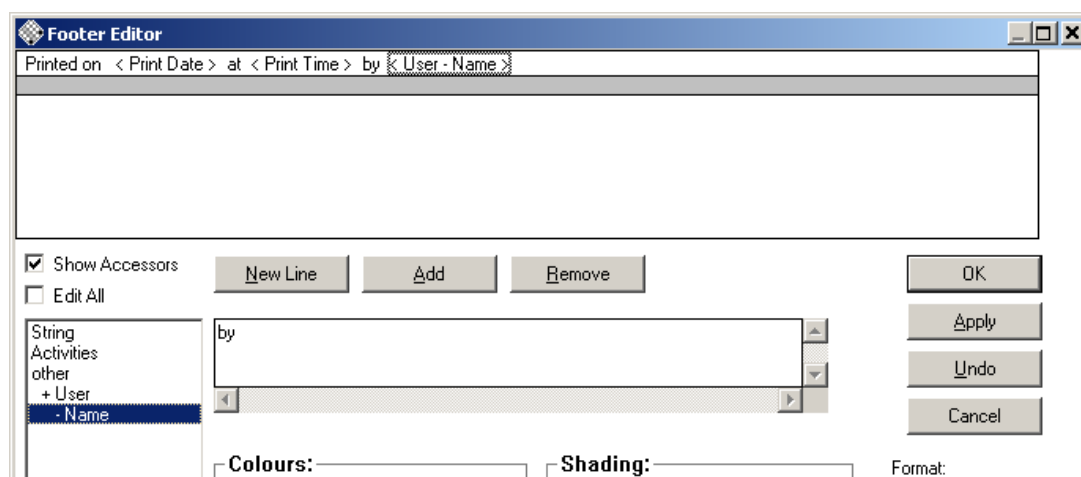 Footer Editor
Printed on < Print Date > at < Print Time > by < User - Name >
Show Accessors
New Line
Add
Remove
OK
Edit All
Apply
String
by
Activities
other
Undo
+ User
- Name
Cancel
Colours:
Shading:
Format: